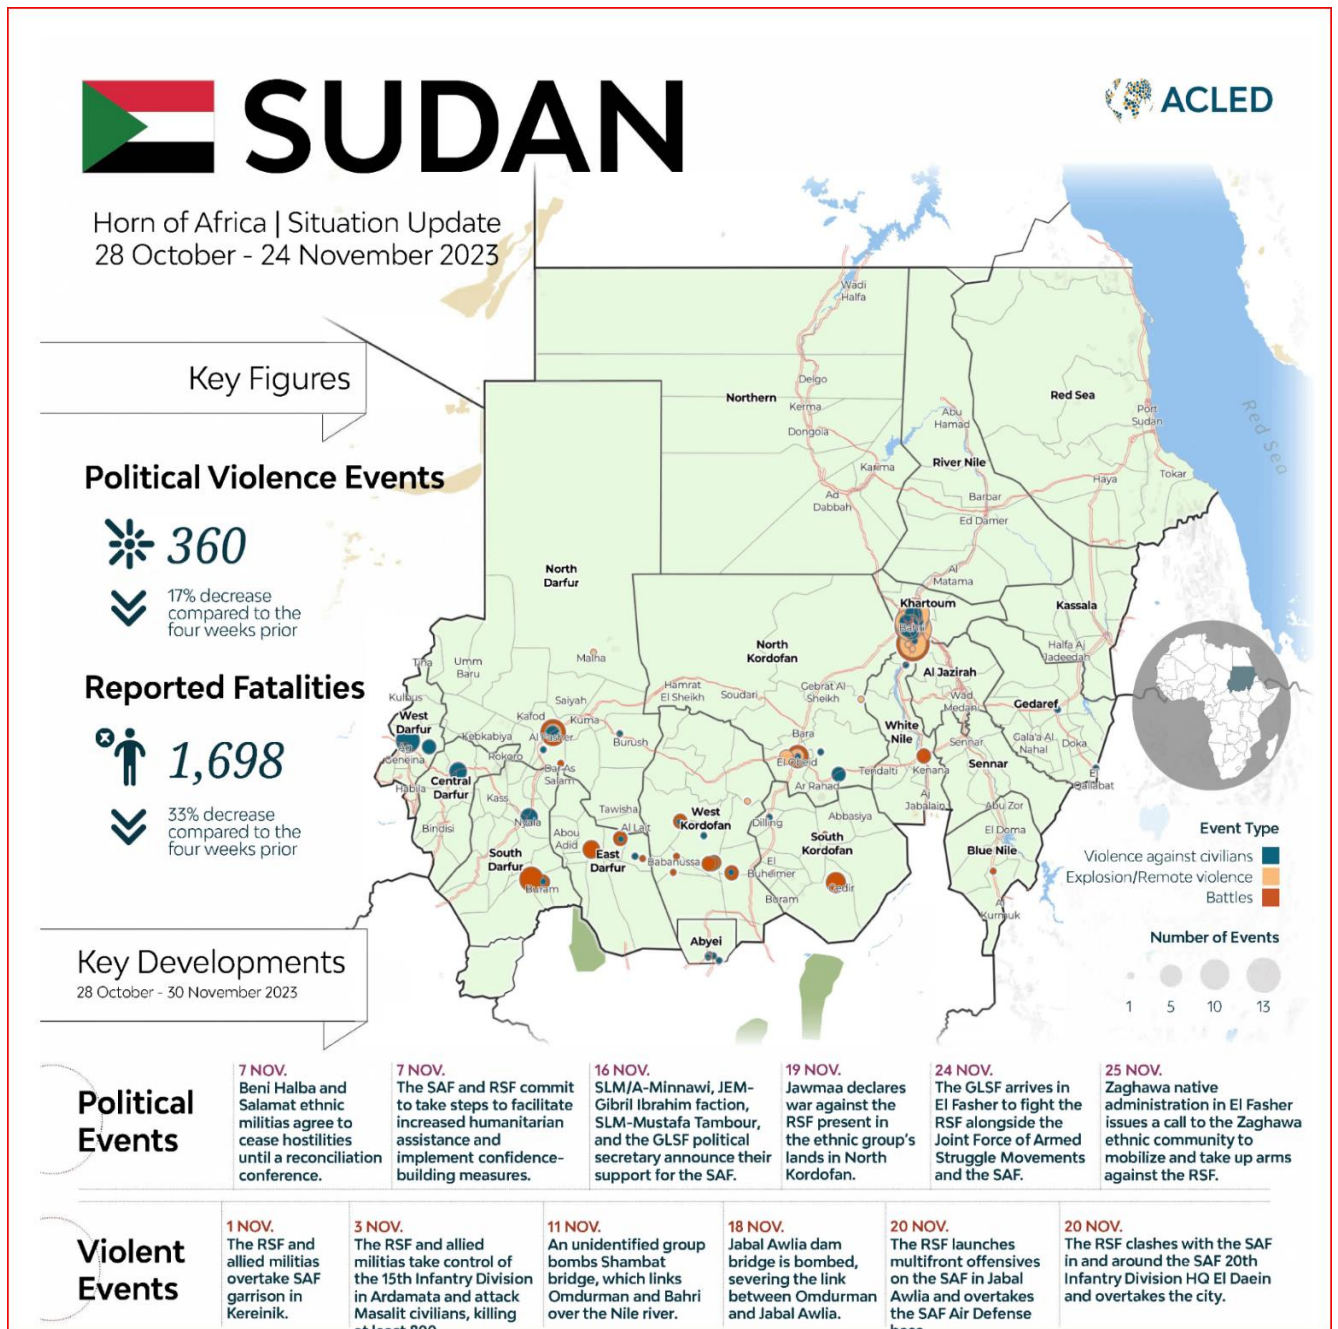 SUDAN
ACLED
Horn of Africa | Situation Update
28 October - 24 November 2023
Key Figures
Political Violence Events
360
17% decrease
compared to the
four weeks prior
Reported Fatalities
1,698
33% decrease
compared to the
four weeks prior
Wadi
Halfa
Delgo
Northern
Kerma
Dongola
Karima
Ad
Dabbah
Abu
Hamad
River Nile
Barbar
Ed Damer
Al
Matama
Red Sea
Port
Sudan
Tokar
Haya
Red Sea
North
Darfur
Khartoum
Bahri
Kassala
Halfa Aj
Jadeedah
North
Kordofan
Malha
Tina
Umm
Baru
Kulbus
Hamrat
El Sheikh
Soudari
Gebrat Al
Sheikh
Al Jazirah
Wad
Medani
Gedaref
West
Darfur
Ag
Geneina
Saiyah
Kafod
Kuma
Al Fasher
Burush
Kebkabiya
Rokoro
Dar As
Salam
Bara
El Obeid
White
Nile
Sennar
Gala'a Al
Nahal
Doka
Tendalti
Kenana
Sennar
El
Qallabat
Habila
Central
Darfur
Kass
Nyala
Tawisha
Ar Rahad
Aj
Jabalain
Abu Zor
Bindisi
Abou
Adid
Al Lait
West
Kordofan
Dilling
Abbasiya
El Doma
South
Darfur
East
Darfur
Babanussa
El
Buheimer
South
Kordofan
Blue Nile
Buram
Gedir
Buram
Al
Kurmuk
Abyei
Event Type
Violence against civilians
Explosion/Remote violence
Battles
Number of Events
1 5 10 13
Key Developments
28 October - 30 November 2023
Political
Events
7 NOV.
Beni Halba and
Salamat ethnic
militias agree to
cease hostilities
until a reconciliation
conference.
7 NOV.
The SAF and RSF commit
to take steps to facilitate
increased humanitarian
assistance and
implement confidence-
building measures.
16 NOV.
SLM/A-Minnawi, JEM-
Gibril Ibrahim faction,
SLM-Mustafa Tambour,
and the GLSF political
secretary announce their
support for the SAF.
19 NOV.
Jawmaa declares
war against the
RSF present in
the ethnic group's
lands in North
Kordofan.
24 NOV.
The GLSF arrives in
El Fasher to fight the
RSF alongside the
Joint Force of Armed
Struggle Movements
and the SAF.
25 NOV.
Zaghawa native
administration in El Fasher
issues a call to the Zaghawa
ethnic community to
mobilize and take up arms
against the RSF.
Violent
Events
1 NOV.
The RSF and
allied militias
overtake SAF
garrison in
Kereinik.
3 NOV.
The RSF and allied
militias take control of
the 15th Infantry Division
in Ardamata and attack
Masalit civilians, killing
at least 800
11 NOV.
An unidentified group
bombs Shambat
bridge, which links
Omdurman and Bahri
over the Nile river.
18 NOV.
Jabal Awlia dam
bridge is bombed,
severing the link
between Omdurman
and Jabal Awlia.
20 NOV.
The RSF launches
multifront offensives
on the SAF in Jabal
Awlia and overtakes
the SAF Air Defense
20 NOV.
The RSF clashes with the SAF
in and around the SAF 20th
Infantry Division HQ El Daein
and overtakes the city.